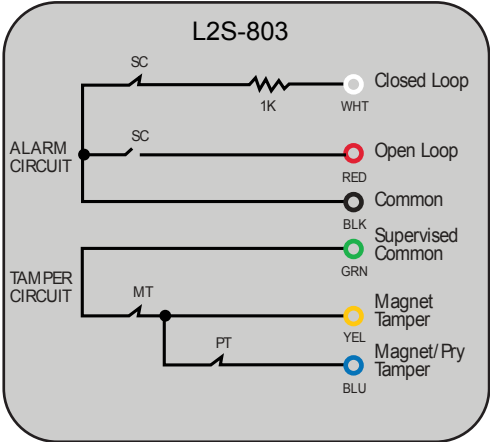 L2S-803
SC
Closed Loop
1K
WHT
SC
ALARM
CIRCUIT
Open Loop
RED
Common
BLK
Supervised
Common
GRN
TAMPER
CIRCUIT
MT
Magnet
Tamper
YEL
PT
Magnet/Pry
Tamper
BLU